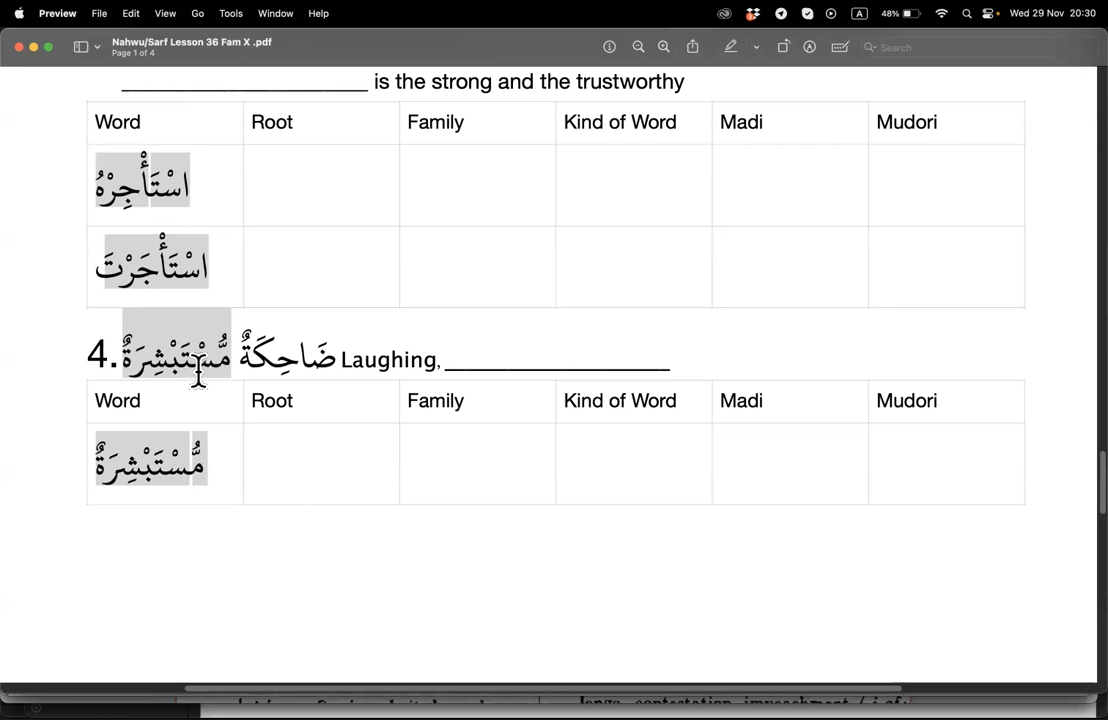 Preview File Edit View Go Tools Window Help A 48% Wed 29 Nov 20:30
Nahwu/Sarf Lesson 36 Fam X .pdf
Page 1 of 4
Search
______________________ is the strong and the trustworthy
Word Root Family Kind of Word Madi Mudori
اسْتَأْجِرْهُ
اسْتَأْجَرْتَ
4. ضَاحِكَةٌ مُّسْتَبْشِرَةٌ Laughing, ______________________
Word Root Family Kind of Word Madi Mudori
مُّسْتَبْشِرَةٌ